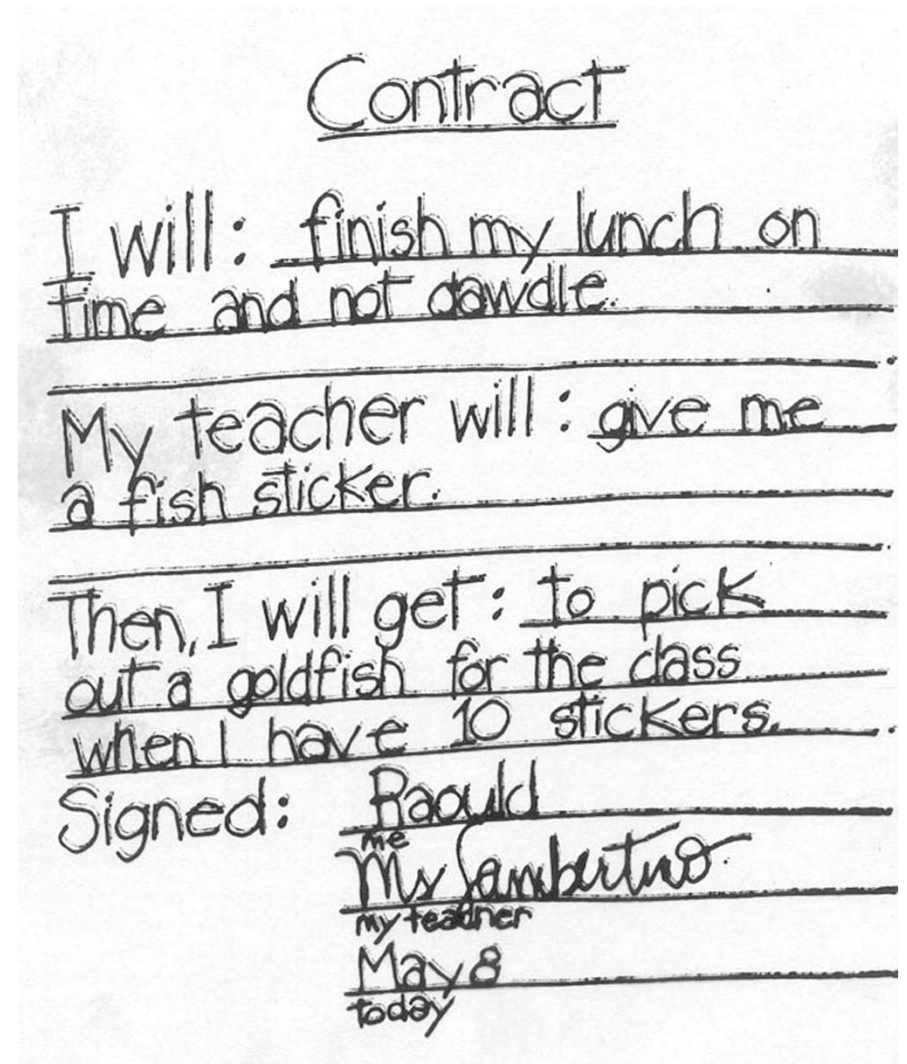 Contract
I will: finish my lunch on
time and not dawdle.
My teacher will: give me
a fish sticker.
Then, I will get: to pick
out a goldfish for the class
when I have 10 stickers.
Signed: Raould
me
Ms Sambertino
my teacher
May 8
today